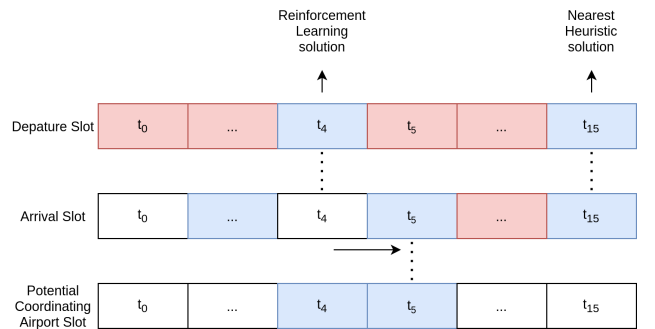 Reinforcement
Learning
solution
Nearest
Heuristic
solution
Depature Slot
t0
...
t4
t5
...
t15
Arrival Slot
t0
...
t4
t5
...
t15
Potential
Coordinating
Airport Slot
t0
...
t4
t5
...
t15